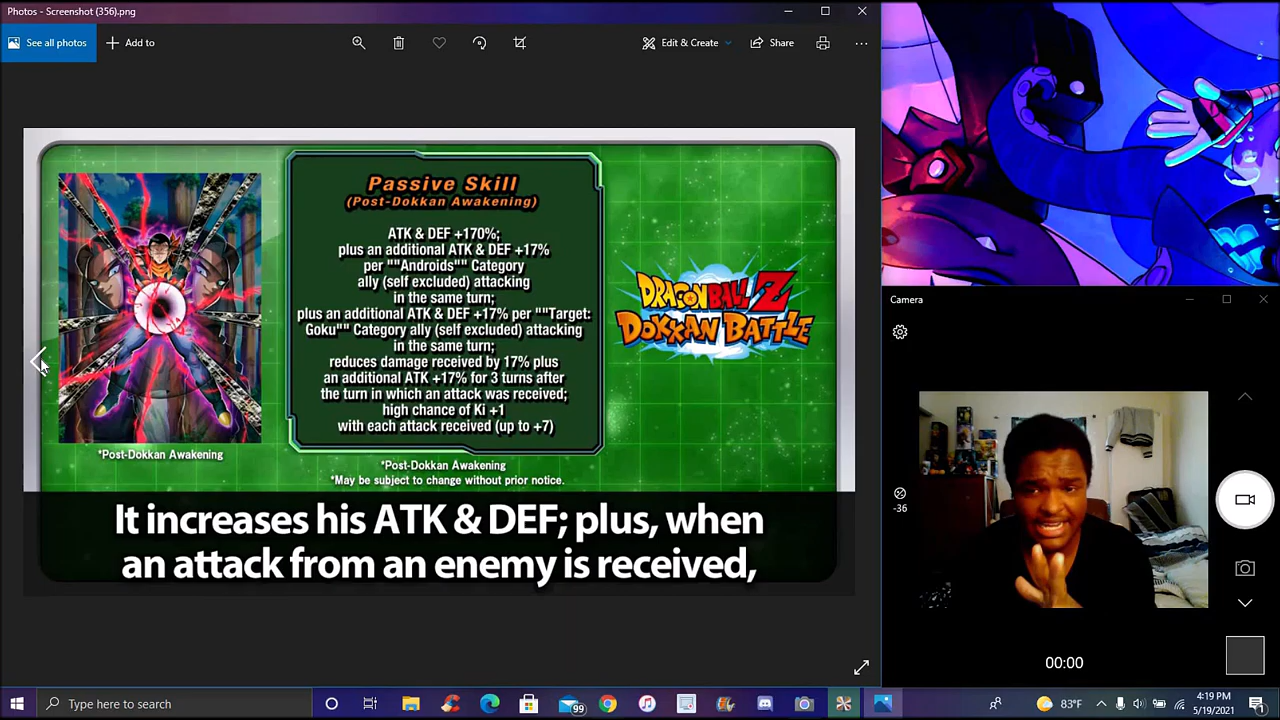 Photos - Screenshot (356).png
See all photos
Add to
Edit & Create
Share
Passive Skill
(Post-Dokkan Awakening)
ATK & DEF +170%;
plus an additional ATK & DEF +17%
per ""Androids"" Category
ally (self excluded) attacking
in the same turn;
plus an additional ATK & DEF +17% per ""Target:
Goku"" Category ally (self excluded) attacking
in the same turn;
reduces damage received by 17% plus
an additional ATK +17% for 3 turns after
the turn in which an attack was received;
high chance of Ki +1
with each attack received (up to +7)
*Post-Dokkan Awakening
*Post-Dokkan Awakening
*May be subject to change without prior notice.
DRAGON BALL Z
DOKKAN BATTLE
It increases his ATK & DEF; plus, when
an attack from an enemy is received,
Camera
-36
00:00
Type here to search
99
83°F
4:19 PM
5/19/2021
1